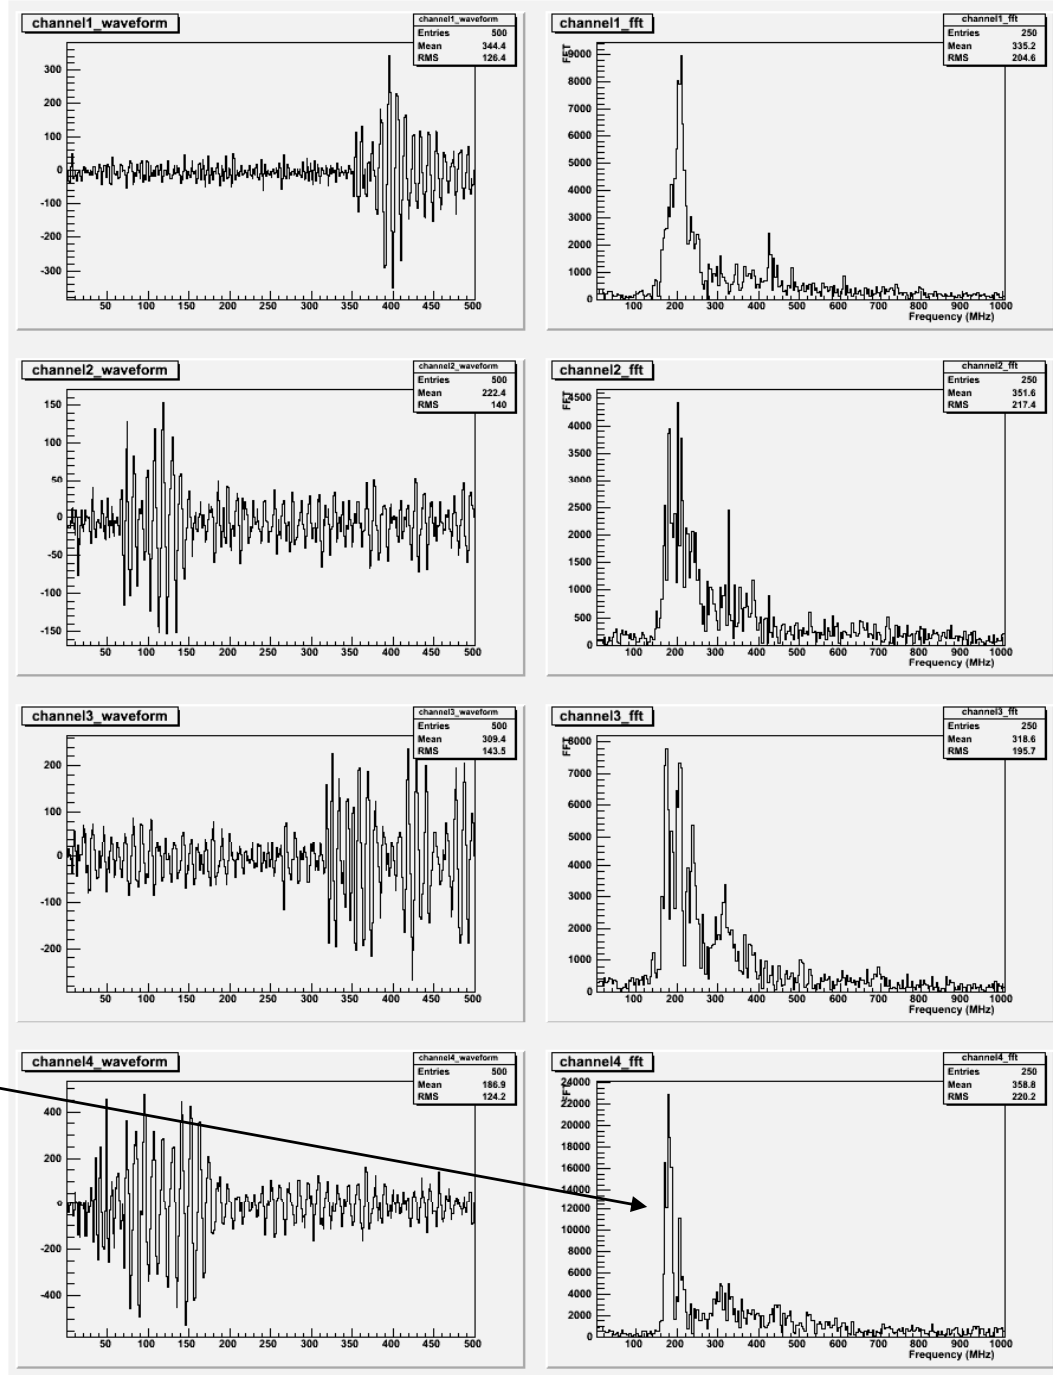 channel1_waveform
channel1_waveform
Entries 500
Mean 344.4
RMS 126.4
300
200
100
0
-100
-200
-300
50 100 150 200 250 300 350 400 450 500
channel1_fft
channel1_fft
Entries 250
Mean 335.2
RMS 204.6
FFT
9000
8000
7000
6000
5000
4000
3000
2000
1000
0
100 200 300 400 500 600 700 800 900 1000
Frequency (MHz)
channel2_waveform
channel2_waveform
Entries 500
Mean 222.4
RMS 140
150
100
50
0
-50
-100
-150
50 100 150 200 250 300 350 400 450 500
channel2_fft
channel2_fft
Entries 250
Mean 351.6
RMS 217.4
FFT
4500
4000
3500
3000
2500
2000
1500
1000
500
0
100 200 300 400 500 600 700 800 900 1000
Frequency (MHz)
channel3_waveform
channel3_waveform
Entries 500
Mean 309.4
RMS 143.5
200
100
0
-100
-200
50 100 150 200 250 300 350 400 450 500
channel3_fft
channel3_fft
Entries 250
Mean 318.6
RMS 195.7
FFT
8000
7000
6000
5000
4000
3000
2000
1000
0
100 200 300 400 500 600 700 800 900 1000
Frequency (MHz)
channel4_waveform
channel4_waveform
Entries 500
Mean 186.9
RMS 124.2
400
200
0
-200
-400
50 100 150 200 250 300 350 400 450 500
channel4_fft
channel4_fft
Entries 250
Mean 358.8
RMS 220.2
FFT
24000
22000
20000
18000
16000
14000
12000
10000
8000
6000
4000
2000
0
100 200 300 400 500 600 700 800 900 1000
Frequency (MHz)